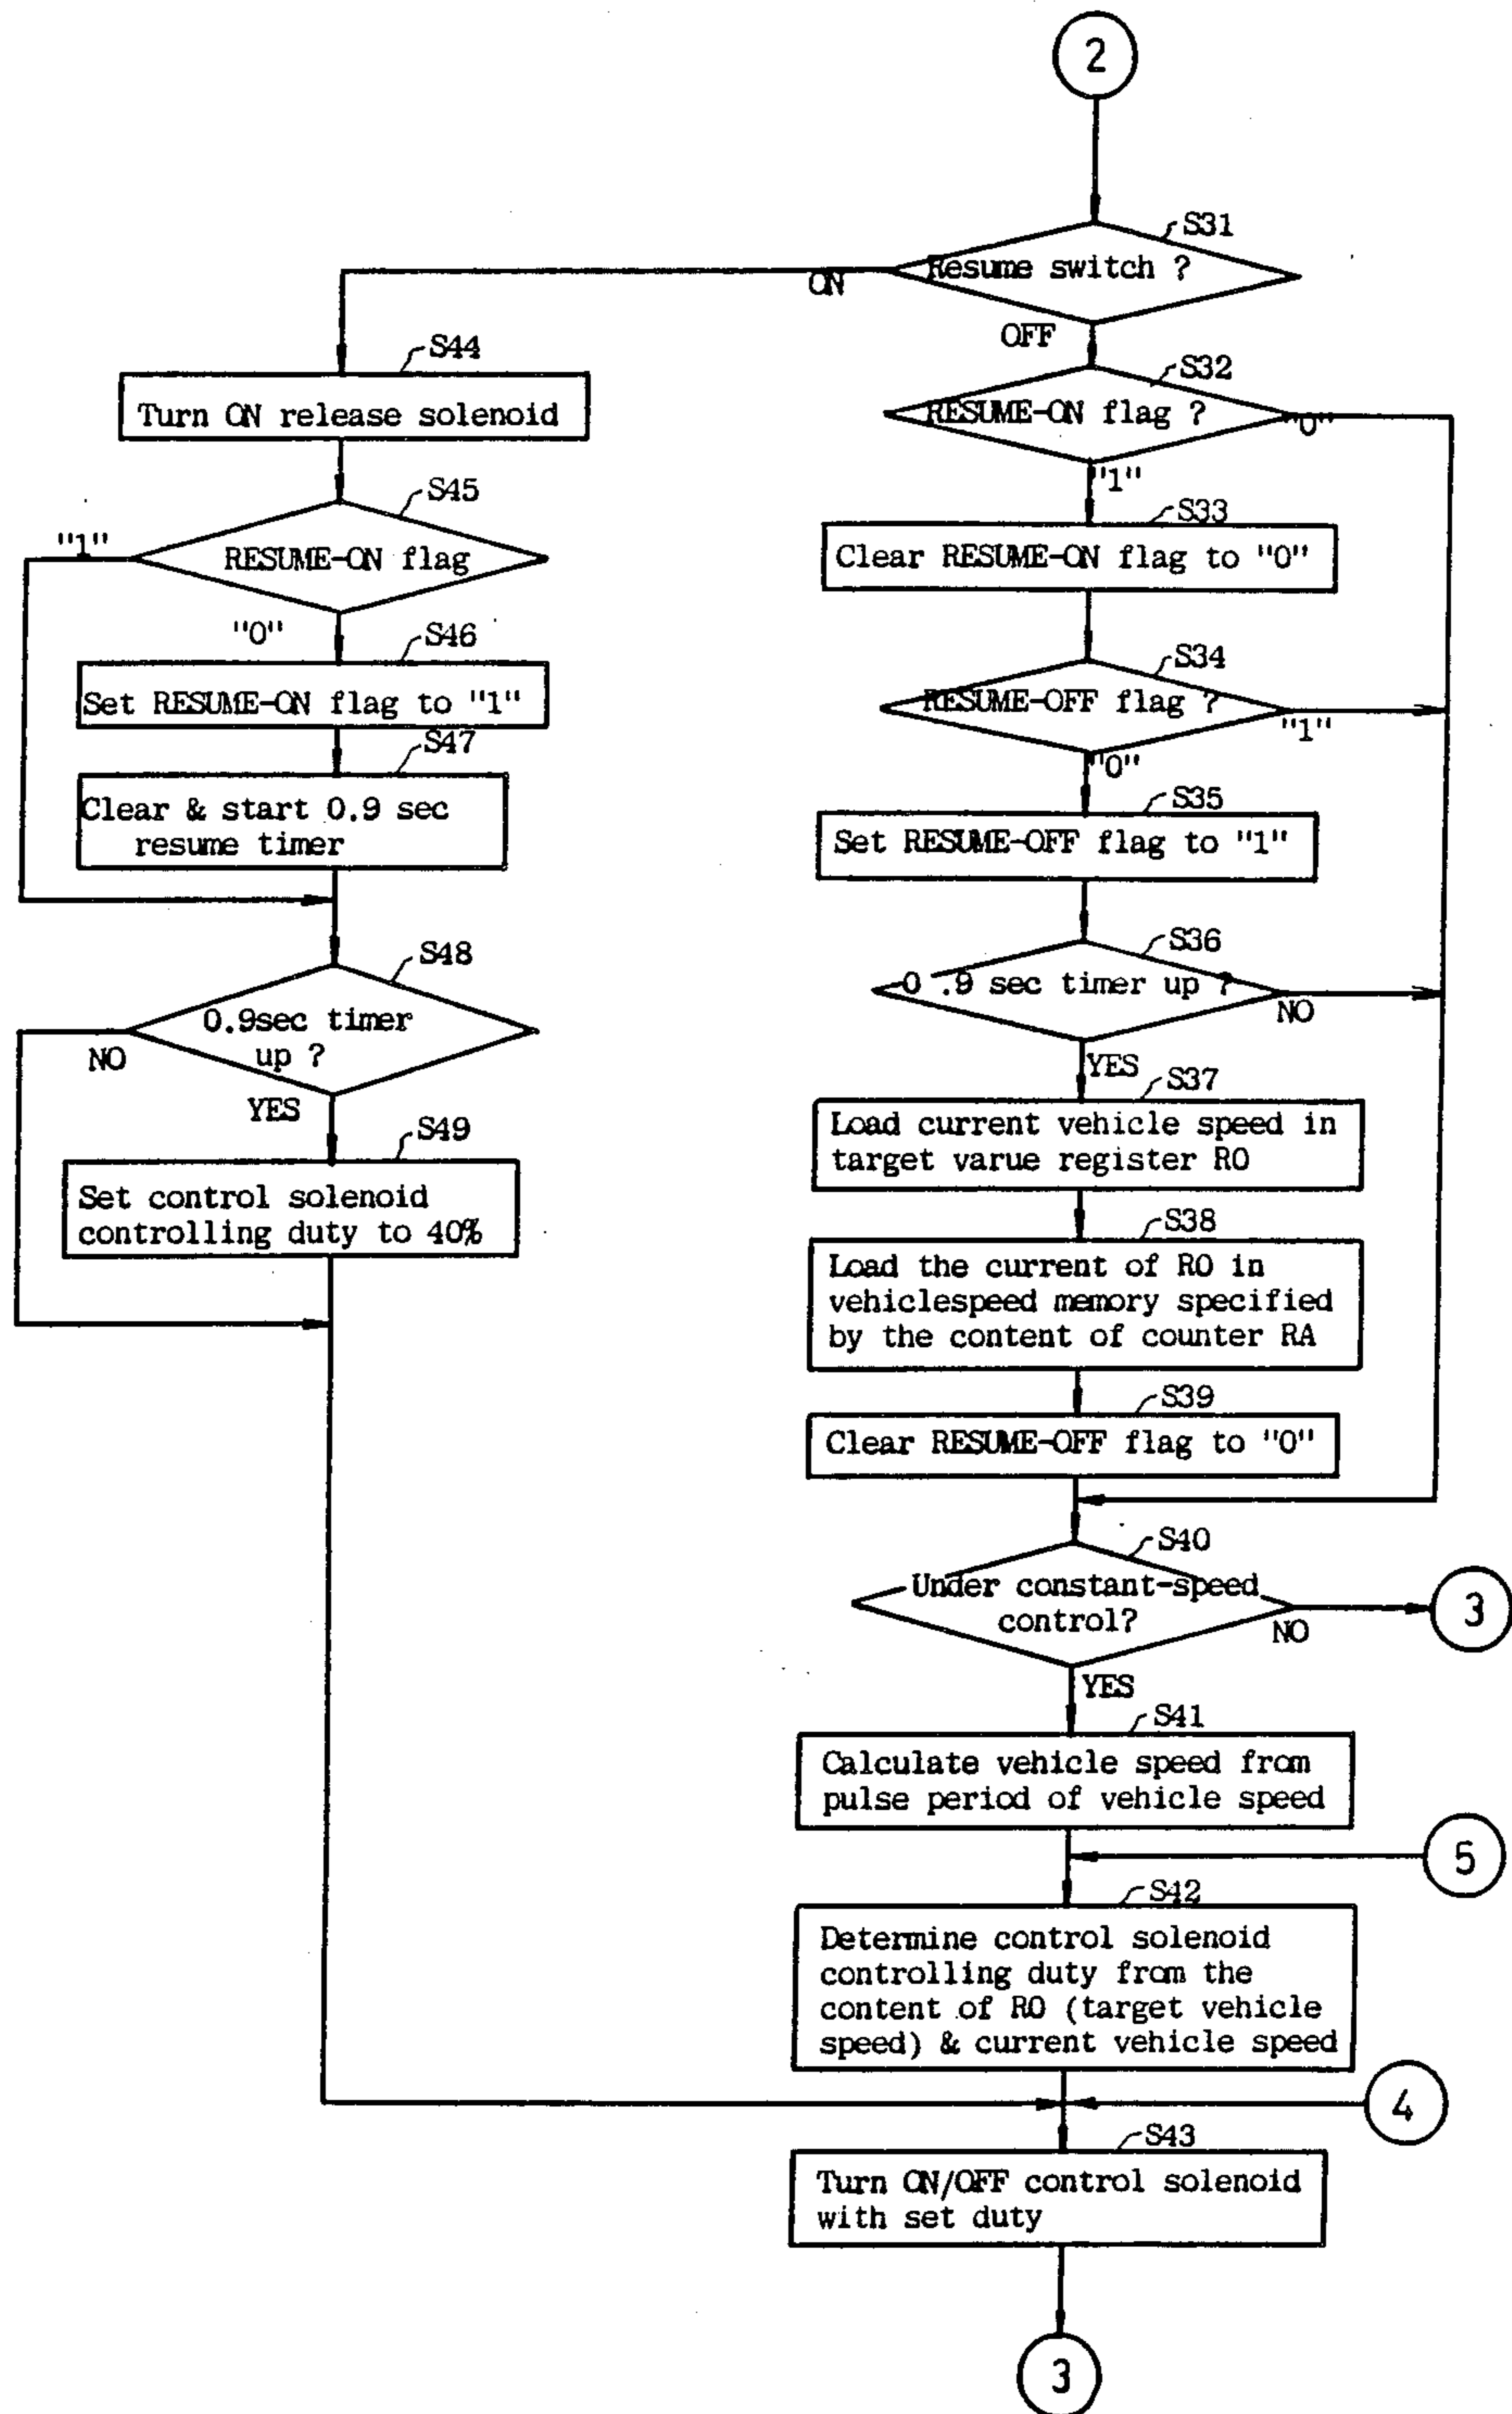 2
S31
Resume switch ?
ON
OFF
S44
Turn ON release solenoid
S32
RESUME-ON flag ?
"0"
"1"
S45
RESUME-ON flag
"1"
"0"
S33
Clear RESUME-ON flag to "0"
S46
Set RESUME-ON flag to "1"
S34
RESUME-OFF flag ?
"1"
"0"
S47
Clear & start 0.9 sec
resume timer
S35
Set RESUME-OFF flag to "1"
S48
0.9sec timer
up ?
NO
YES
S36
0 .9 sec timer up ?
NO
YES
S49
Set control solenoid
controlling duty to 40%
S37
Load current vehicle speed in
target varue register RO
S38
Load the current of RO in
vehiclespeed memory specified
by the content of counter RA
S39
Clear RESUME-OFF flag to "0"
S40
Under constant-speed
control?
NO
3
YES
S41
Calculate vehicle speed from
pulse period of vehicle speed
5
S42
Determine control solenoid
controlling duty from the
content of RO (target vehicle
speed) & current vehicle speed
4
S43
Turn ON/OFF control solenoid
with set duty
3